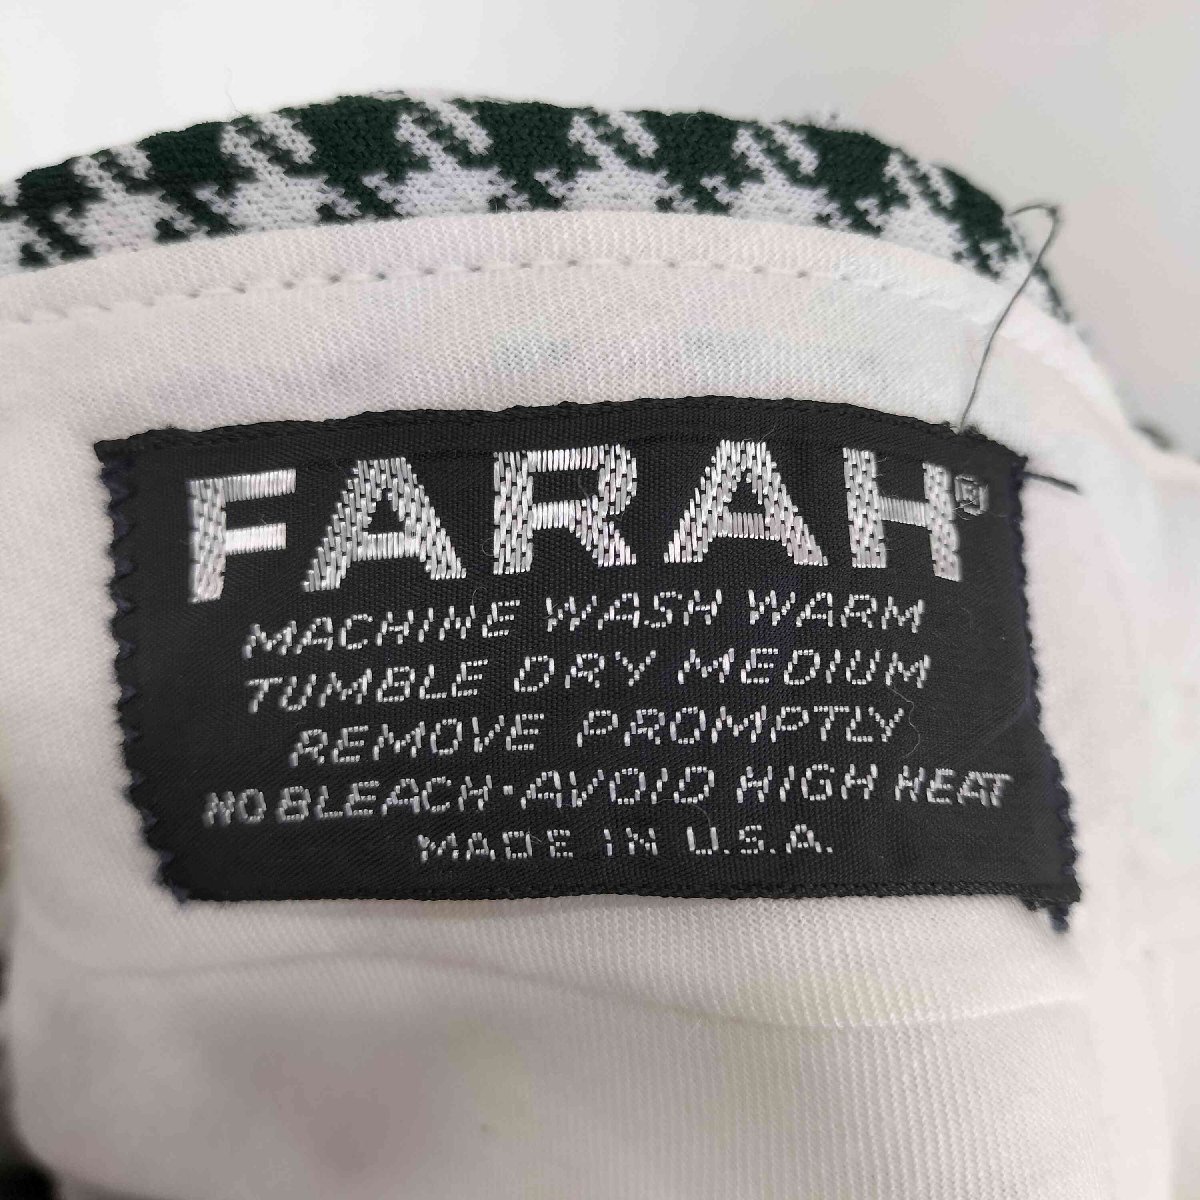 FARAH®
MACHINE WASH WARM
TUMBLE DRY MEDIUM
REMOVE PROMPTLY
NO BLEACH·AVOID HIGH HEAT
MADE IN U.S.A.